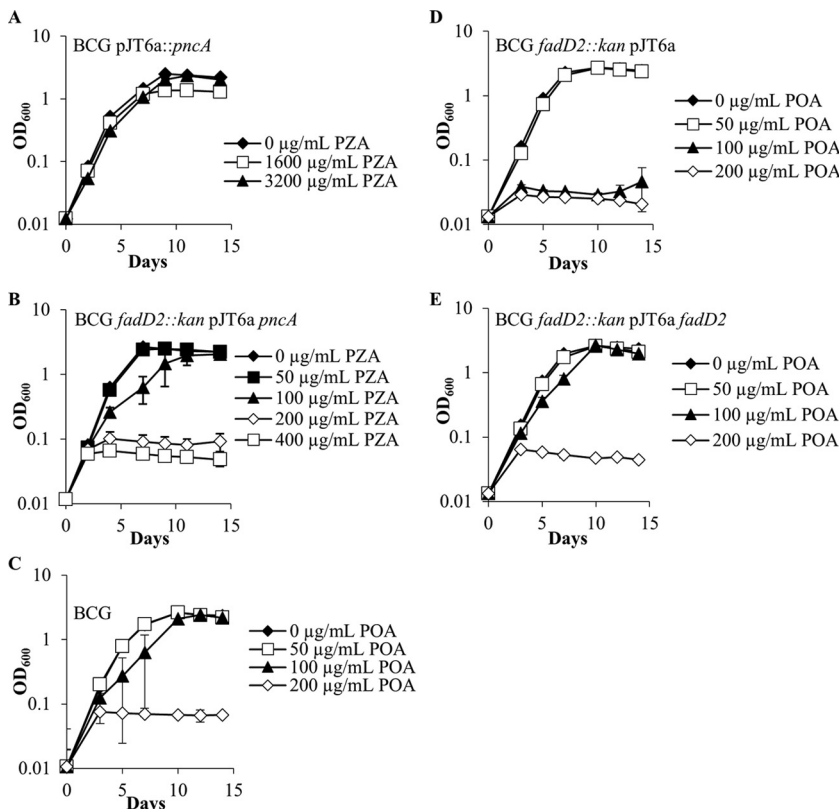 A
BCG pJT6a::pncA
10
1
0.1
0.01
OD600
0 5 10 15
Days
0 µg/mL PZA
1600 µg/mL PZA
3200 µg/mL PZA
B
BCG fadD2::kan pJT6a pncA
10
1
0.1
0.01
OD600
0 5 10 15
Days
0 µg/mL PZA
50 µg/mL PZA
100 µg/mL PZA
200 µg/mL PZA
400 µg/mL PZA
C
BCG
10
1
0.1
0.01
OD600
0 5 10 15
Days
0 µg/mL POA
50 µg/mL POA
100 µg/mL POA
200 µg/mL POA
D
BCG fadD2::kan pJT6a
10
1
0.1
0.01
OD600
0 5 10 15
Days
0 µg/mL POA
50 µg/mL POA
100 µg/mL POA
200 µg/mL POA
E
BCG fadD2::kan pJT6a fadD2
10
1
0.1
0.01
OD600
0 5 10 15
Days
0 µg/mL POA
50 µg/mL POA
100 µg/mL POA
200 µg/mL POA